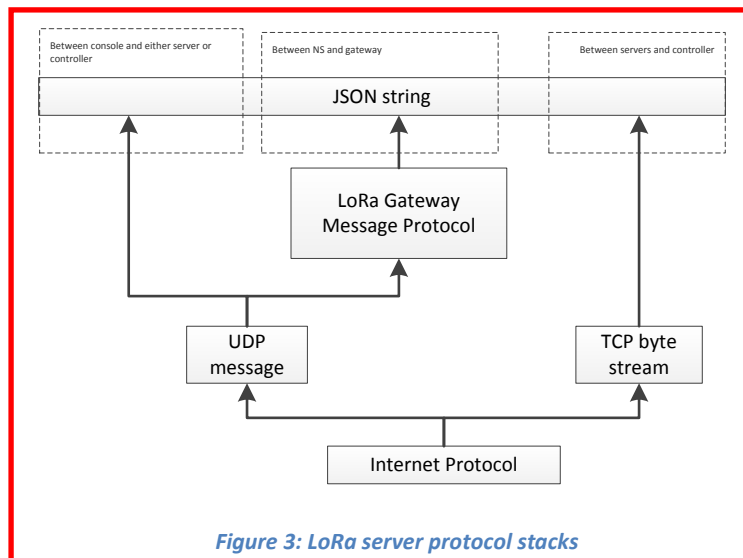 Between console and either server or
controller
Between NS and gateway
Between servers and controller
JSON string
LoRa Gateway
Message Protocol
UDP
message
TCP byte
stream
Internet Protocol
Figure 3: LoRa server protocol stacks